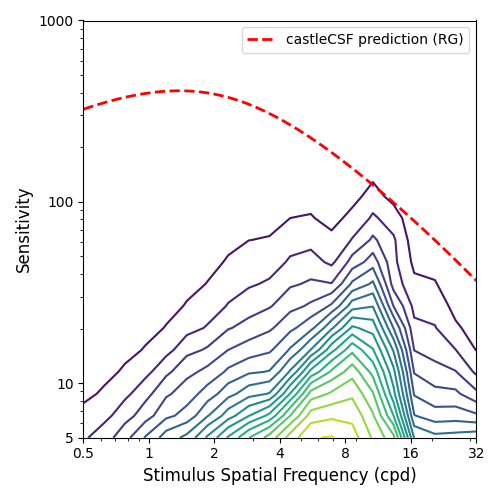 1000
castleCSF prediction (RG)
100
Sensitivity
10
5
0.5 1 2 4 8 16 32
Stimulus Spatial Frequency (cpd)